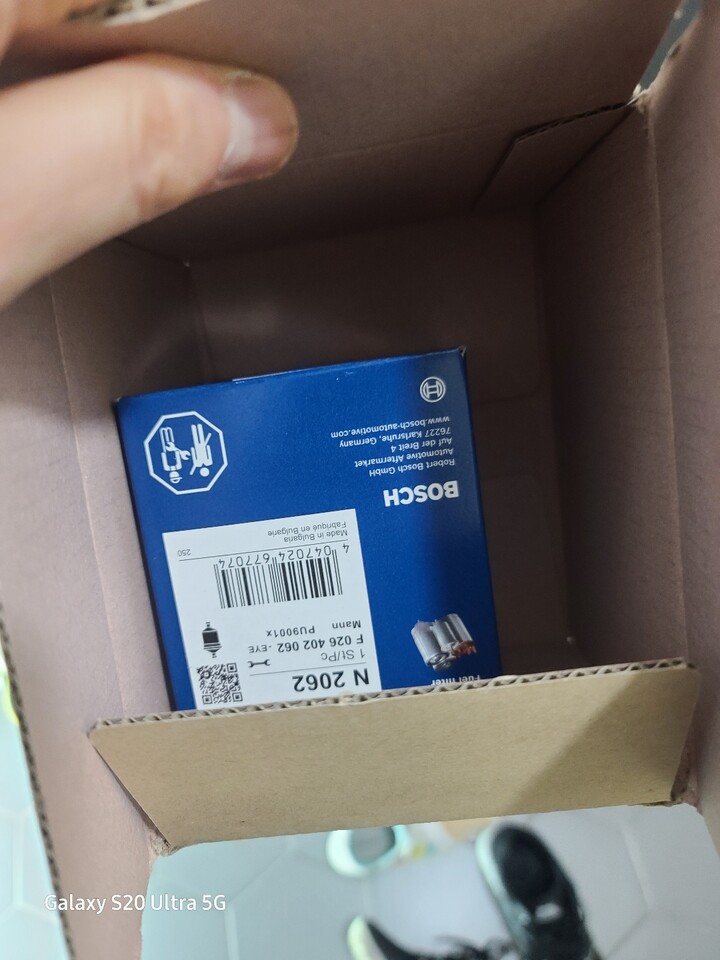 Fuel filter
N 2062
1 St/Pc
F 026 402 062 -EYE
Mann PU9001x
4 047024 677074
Made in Bulgaria
Fabriqué en Bulgarie
250
BOSCH
Robert Bosch GmbH
Automotive Aftermarket
Auf der Breit 4
76227 Karlsruhe, Germany
www.bosch-automotive.com
Galaxy S20 Ultra 5G